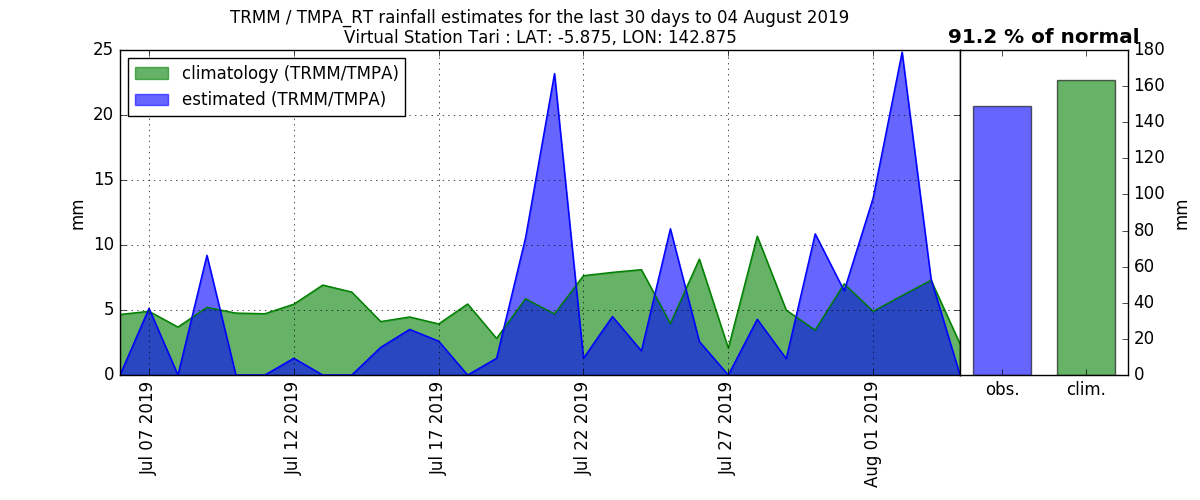 TRMM / TMPA_RT rainfall estimates for the last 30 days to 04 August 2019
Virtual Station Tari : LAT: -5.875, LON: 142.875
91.2 % of normal
climatology (TRMM/TMPA)
estimated (TRMM/TMPA)
25
20
15
10
5
0
mm
Jul 07 2019
Jul 12 2019
Jul 17 2019
Jul 22 2019
Jul 27 2019
Aug 01 2019
180
160
140
120
100
80
60
40
20
0
mm
obs.
clim.